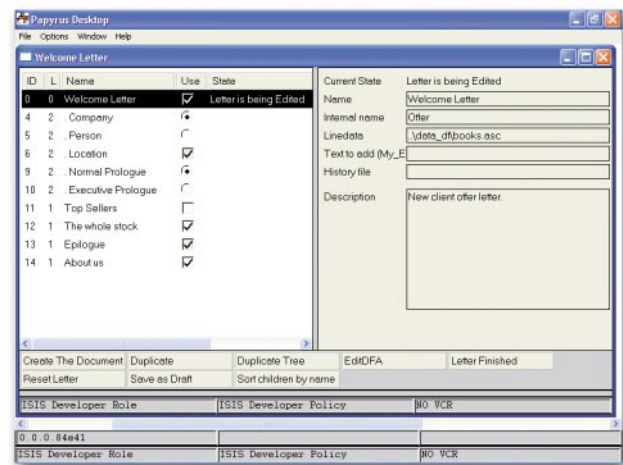 Papyrus Desktop
File Options Window Help
Welcome Letter
ID L Name Use State
0 0 Welcome Letter Letter is being Edited
4 2 . Company
5 2 . Person
6 2 . Location
9 2 . Normal Prologue
10 2 . Executive Prologue
11 1 Top Sellers
12 1 The whole stock
13 1 Epilogue
14 1 About us
Current State Letter is being Edited
Name Welcome Letter
Internal name Offer
Linedata .\data_df\books.asc
Text to add (My_E
History file
Description New client offer letter.
Create The Document Duplicate Duplicate Tree EditDFA Letter Finished
Reset Letter Save as Draft Sort children by name
ISIS Developer Role ISIS Developer Policy NO VCR
0.0.0.84e41
ISIS Developer Role ISIS Developer Policy NO VCR